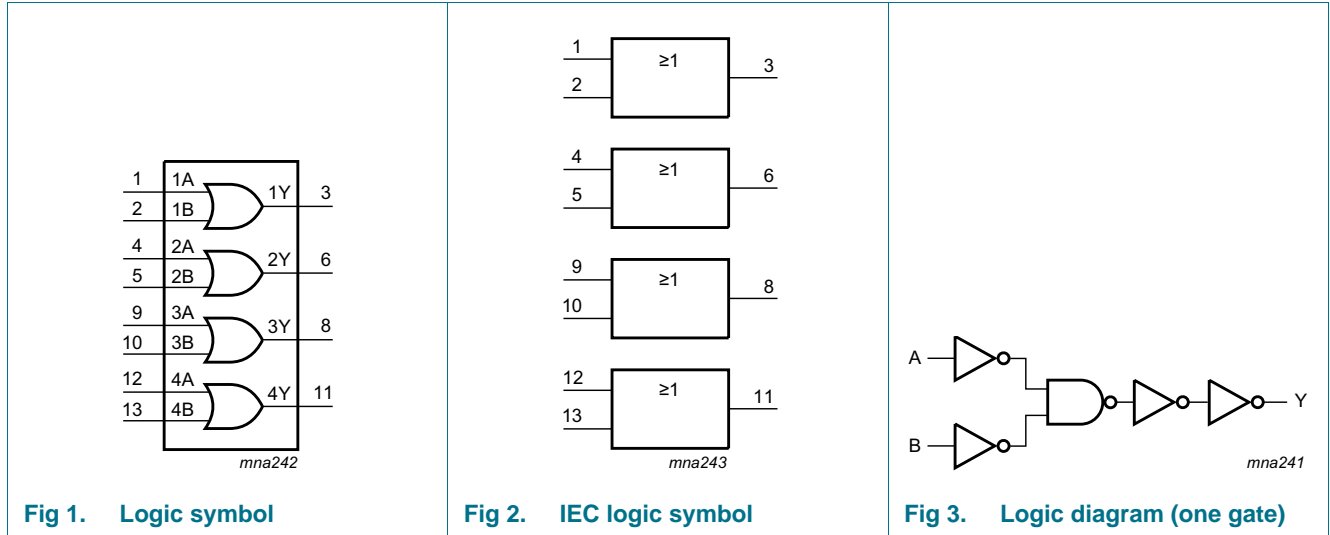 1 1A 1Y 3
2 1B
4 2A 2Y 6
5 2B
9 3A 3Y 8
10 3B
12 4A 4Y 11
13 4B
mna242
Fig 1. Logic symbol
1 ≥1 3
2
4 ≥1 6
5
9 ≥1 8
10
12 ≥1 11
13
mna243
Fig 2. IEC logic symbol
A
Y
B
mna241
Fig 3. Logic diagram (one gate)